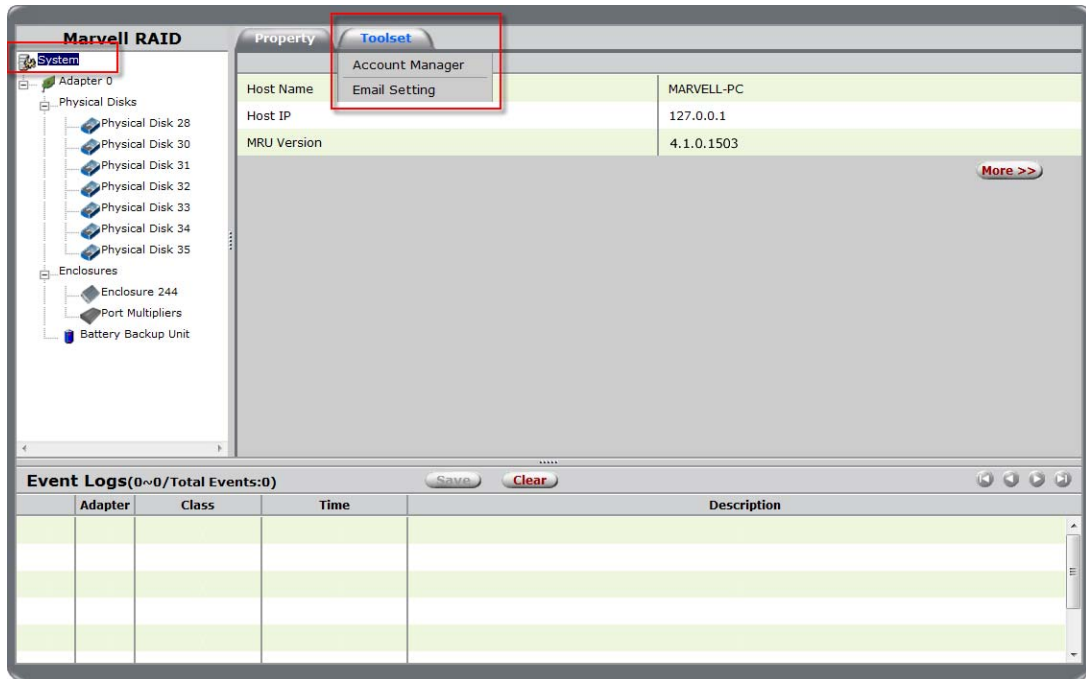 Marvell RAID
System
Adapter 0
Physical Disks
Physical Disk 28
Physical Disk 30
Physical Disk 31
Physical Disk 32
Physical Disk 33
Physical Disk 34
Physical Disk 35
Enclosures
Enclosure 244
Port Multipliers
Battery Backup Unit
Property Toolset
Account Manager
Email Setting
Host Name MARVELL-PC
Host IP 127.0.0.1
MRU Version 4.1.0.1503
More >>
Event Logs(0~0/Total Events:0) Save Clear
Adapter Class Time Description